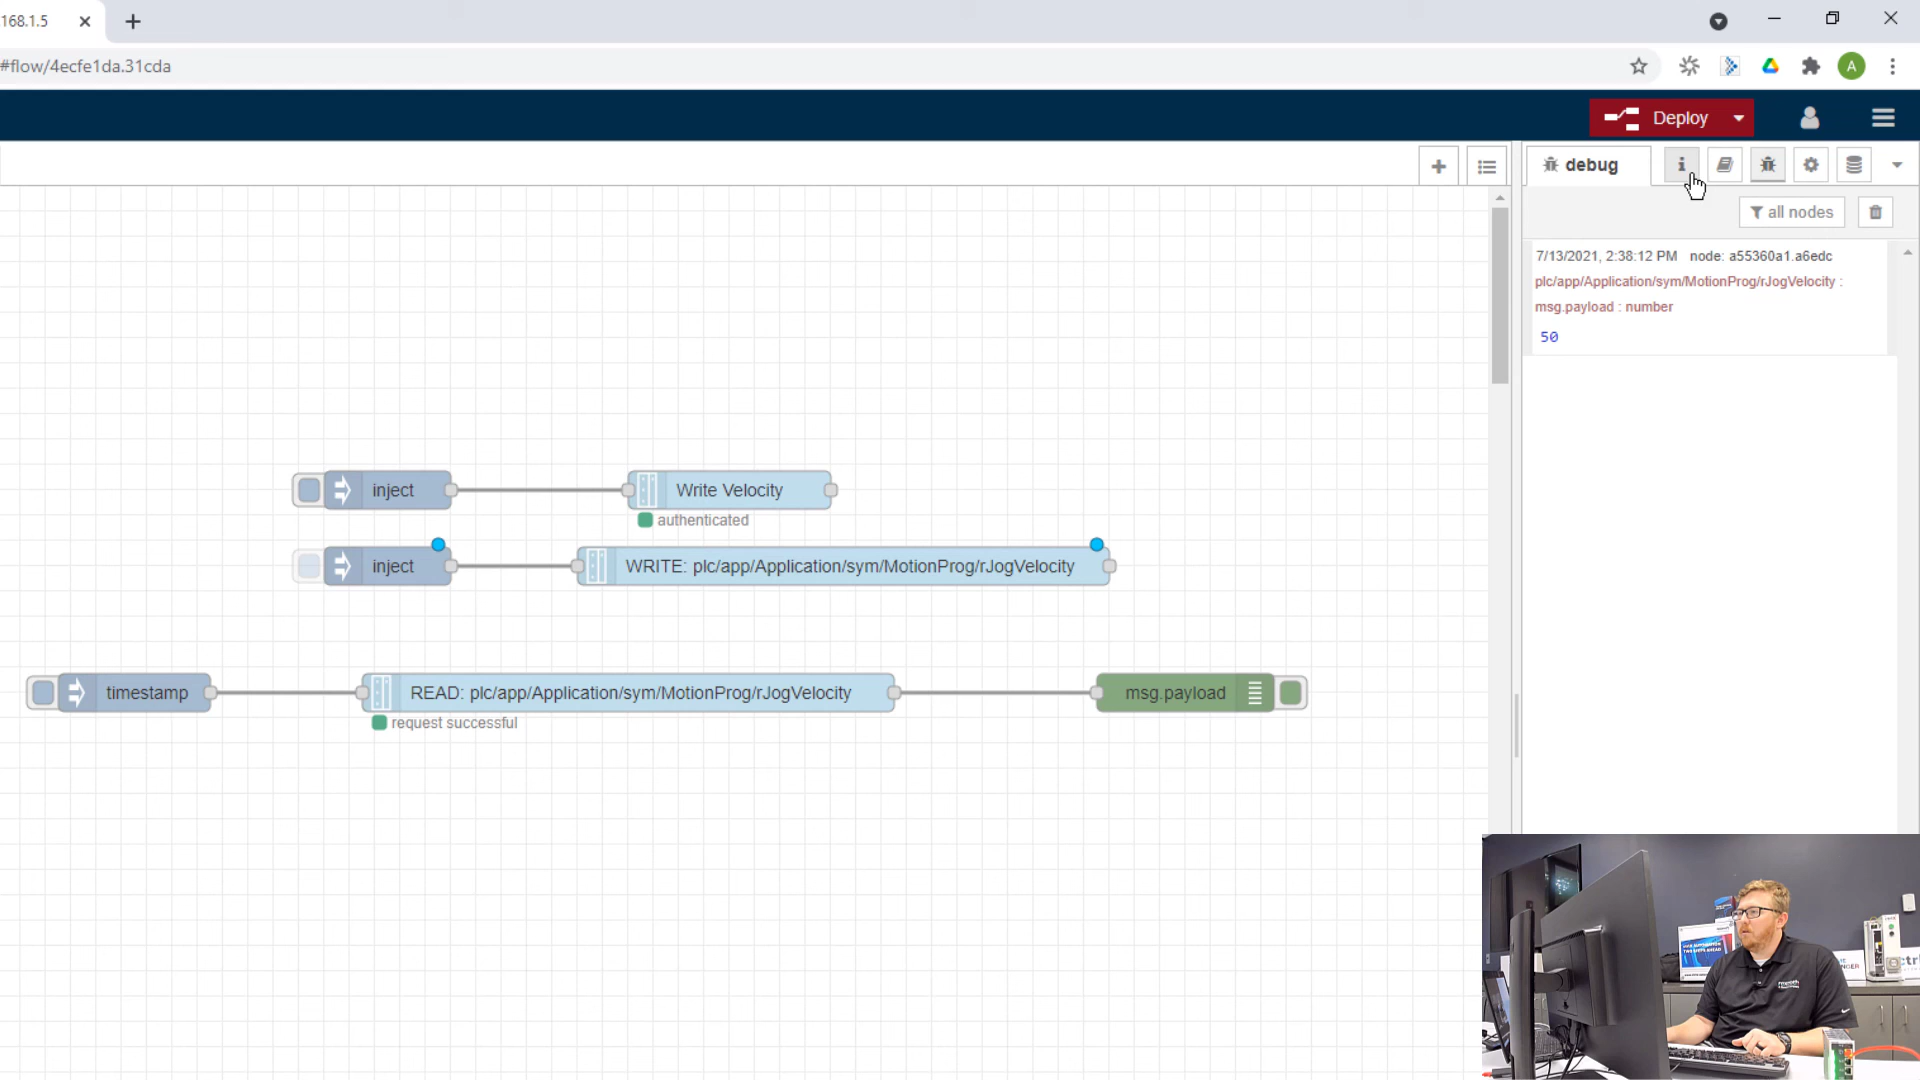 168.1.5
#flow/4ecfe1da.31cda
A
Deploy
debug
all nodes
7/13/2021, 2:38:12 PM node: a55360a1.a6edc
plc/app/Application/sym/MotionProg/rJogVelocity :
msg.payload : number
50
inject
Write Velocity
authenticated
inject
WRITE: plc/app/Application/sym/MotionProg/rJogVelocity
timestamp
READ: plc/app/Application/sym/MotionProg/rJogVelocity
msg.payload
request successful